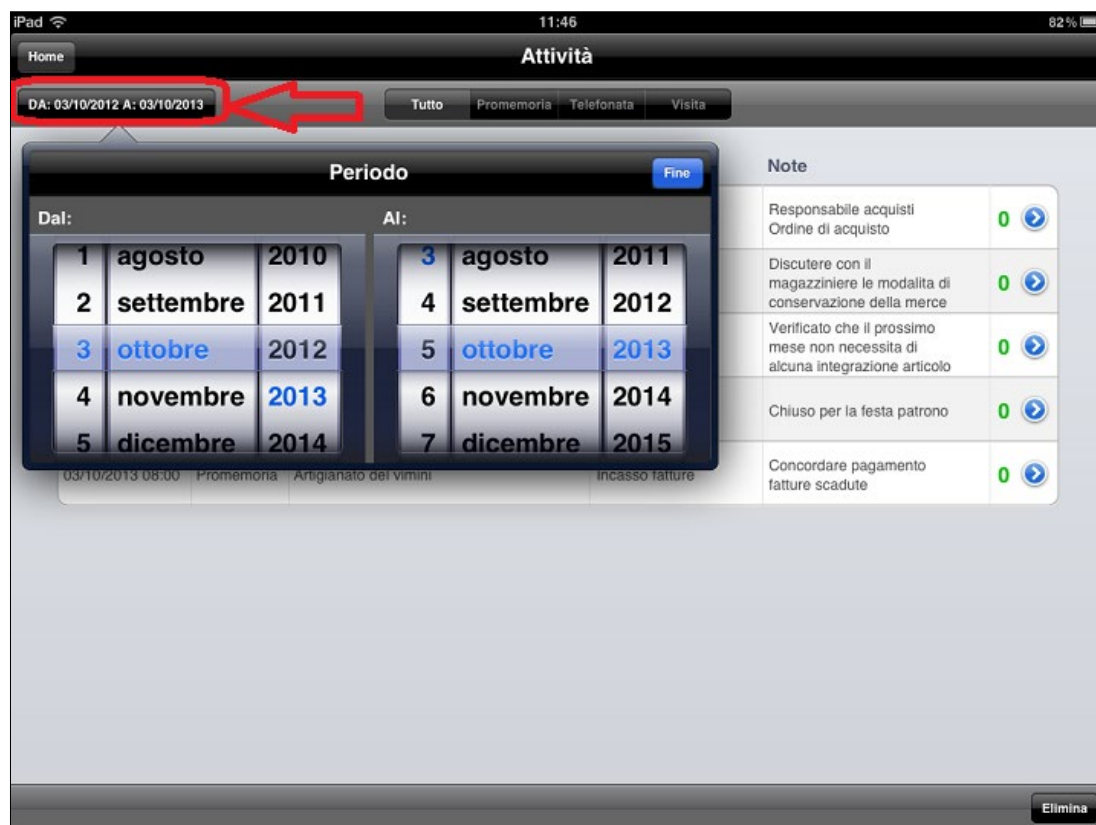 iPad 11:46 82%
Home Attività
DA: 03/10/2012 A: 03/10/2013 Tutto Promemoria Telefonata Visita
Periodo Fine
Dal: Al:
1 agosto 2010 3 agosto 2011
2 settembre 2011 4 settembre 2012
3 ottobre 2012 5 ottobre 2013
4 novembre 2013 6 novembre 2014
5 dicembre 2014 7 dicembre 2015
Note
Responsabile acquisti
Ordine di acquisto
0
Discutere con il
magazziniere le modalita di
conservazione della merce
0
Verificato che il prossimo
mese non necessita di
alcuna integrazione articolo
0
Chiuso per la festa patrono
0
03/10/2013 08:00 Promemoria Artigianato del vimini Incasso fatture
Concordare pagamento
fatture scadute
0
Elimina